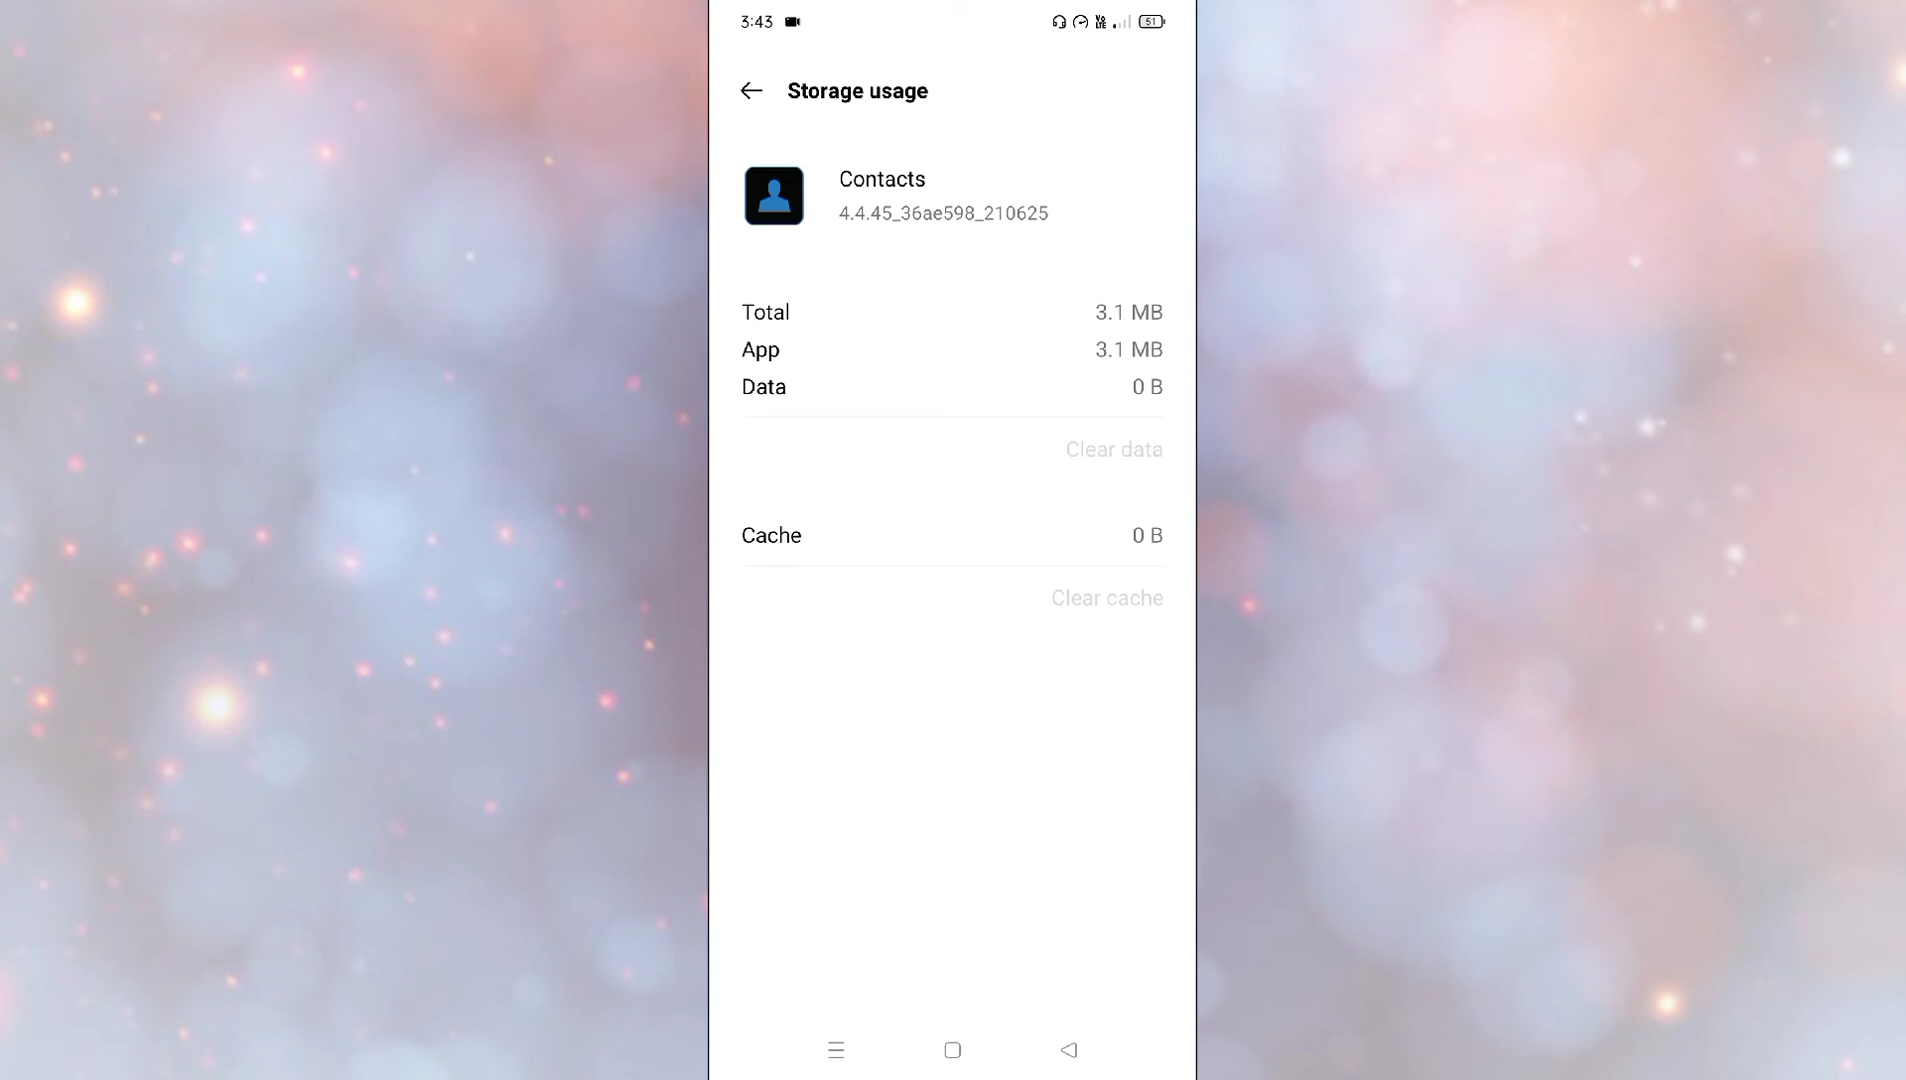 3:43 51
Storage usage
Contacts
4.4.45_36ae598_210625
Total 3.1 MB
App 3.1 MB
Data 0 B
Clear data
Cache 0 B
Clear cache